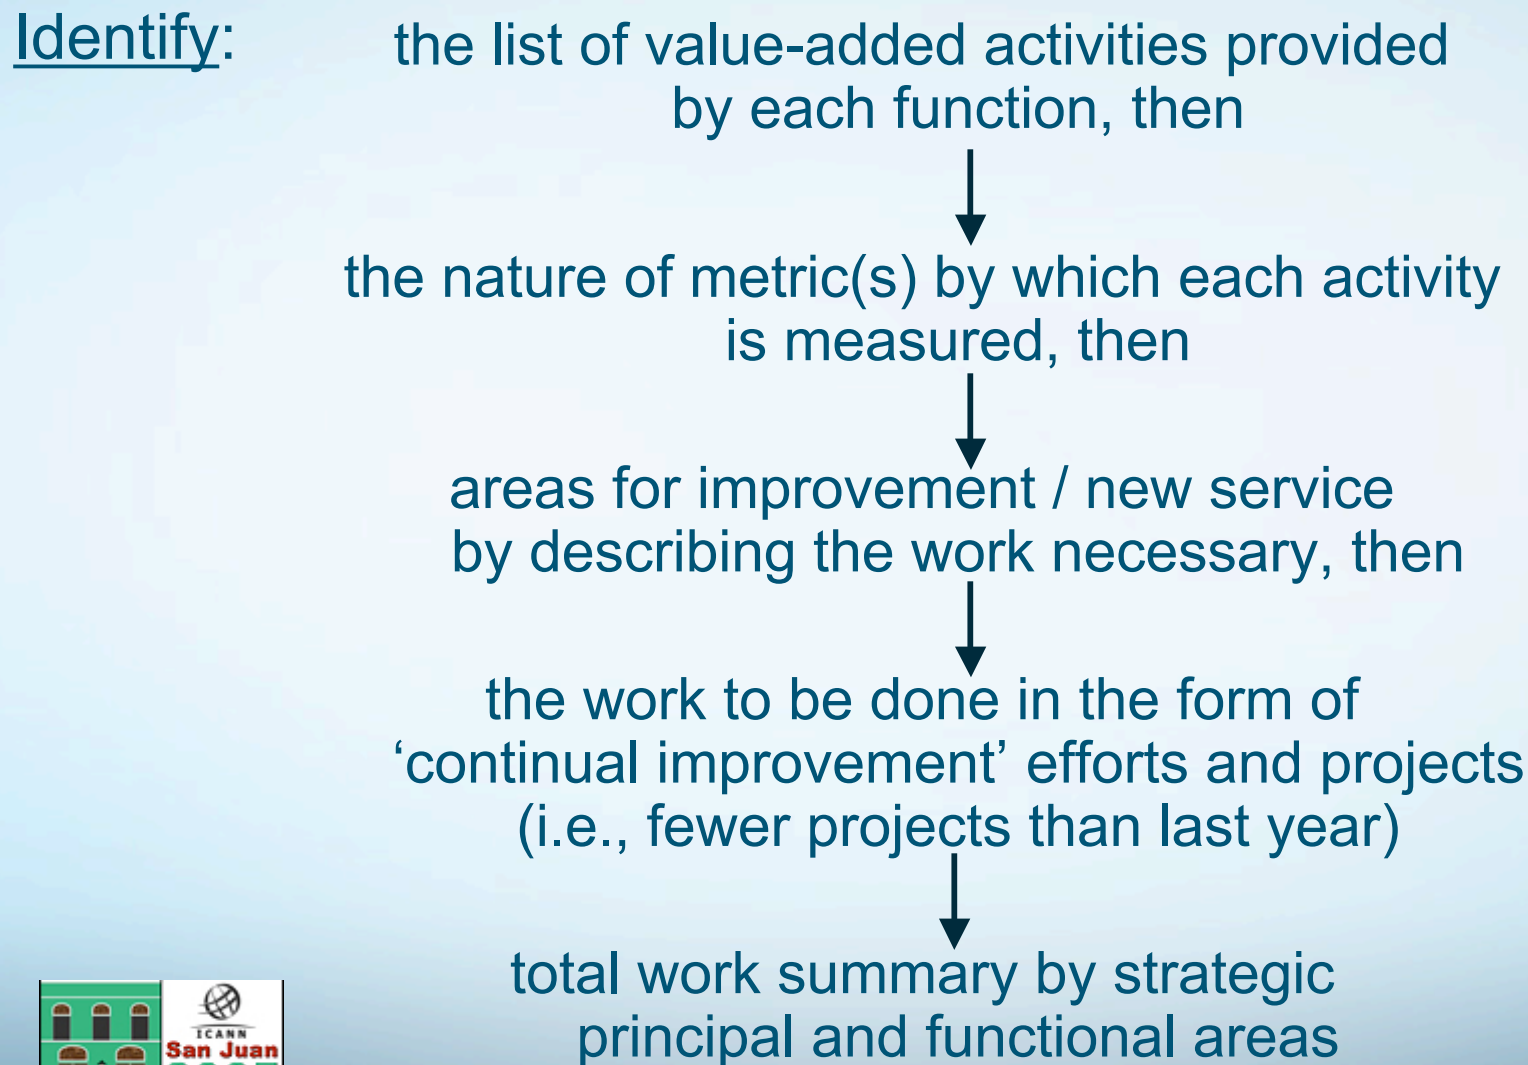 Identify:
the list of value-added activities provided
by each function, then
the nature of metric(s) by which each activity
is measured, then
areas for improvement / new service
by describing the work necessary, then
the work to be done in the form of
‘continual improvement’ efforts and projects
(i.e., fewer projects than last year)
total work summary by strategic
principal and functional areas
ICANN
San Juan